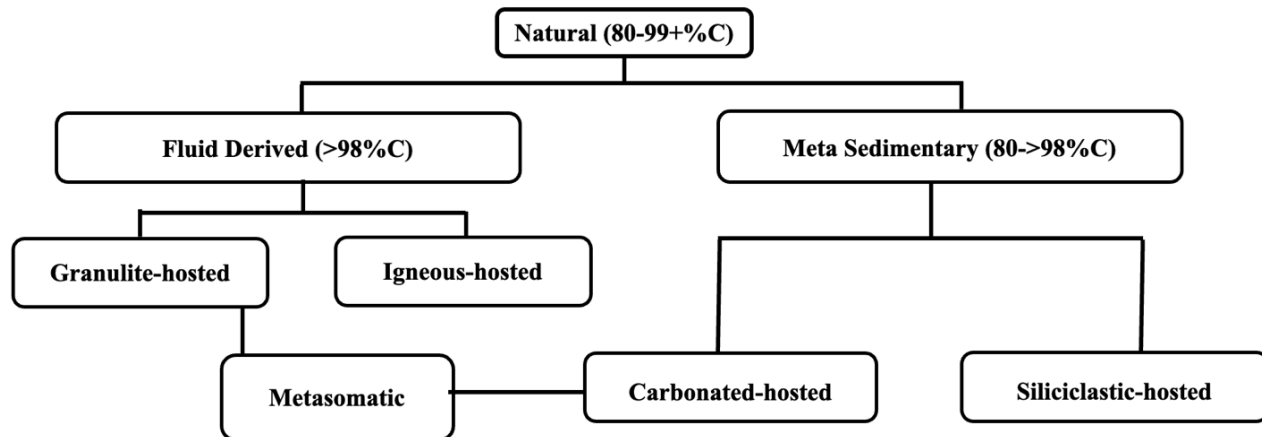 Natural (80-99+%C)
Fluid Derived (>98%C)
Meta Sedimentary (80->98%C)
Granulite-hosted
Igneous-hosted
Metasomatic
Carbonated-hosted
Siliciclastic-hosted